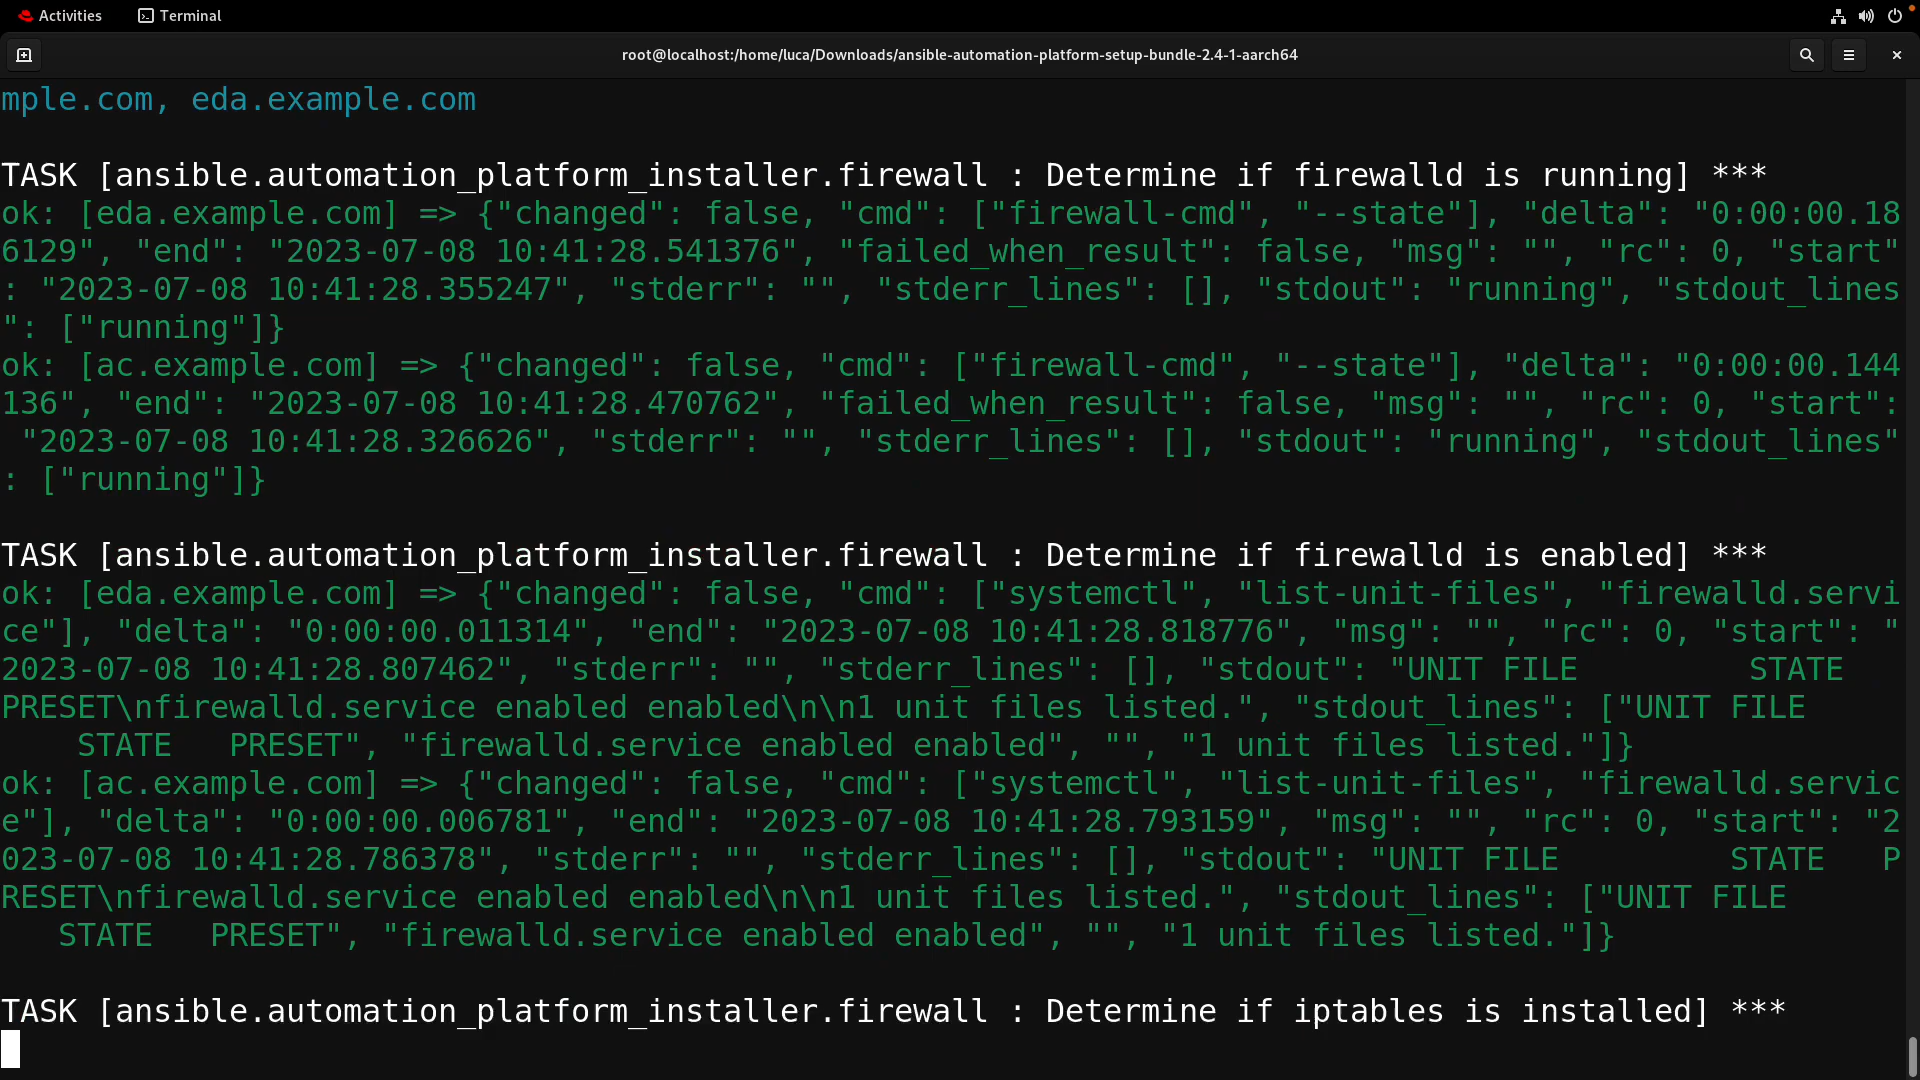 Activities
Terminal
root@localhost:/home/luca/Downloads/ansible-automation-platform-setup-bundle-2.4-1-aarch64
mple.com, eda.example.com
TASK [ansible.automation_platform_installer.firewall : Determine if firewalld is running] ***
ok: [eda.example.com] => {"changed": false, "cmd": ["firewall-cmd", "--state"], "delta": "0:00:00.18
6129", "end": "2023-07-08 10:41:28.541376", "failed_when_result": false, "msg": "", "rc": 0, "start"
: "2023-07-08 10:41:28.355247", "stderr": "", "stderr_lines": [], "stdout": "running", "stdout_lines
": ["running"]}
ok: [ac.example.com] => {"changed": false, "cmd": ["firewall-cmd", "--state"], "delta": "0:00:00.144
136", "end": "2023-07-08 10:41:28.470762", "failed_when_result": false, "msg": "", "rc": 0, "start":
 "2023-07-08 10:41:28.326626", "stderr": "", "stderr_lines": [], "stdout": "running", "stdout_lines"
: ["running"]}
TASK [ansible.automation_platform_installer.firewall : Determine if firewalld is enabled] ***
ok: [eda.example.com] => {"changed": false, "cmd": ["systemctl", "list-unit-files", "firewalld.servi
ce"], "delta": "0:00:00.011314", "end": "2023-07-08 10:41:28.818776", "msg": "", "rc": 0, "start": "
2023-07-08 10:41:28.807462", "stderr": "", "stderr_lines": [], "stdout": "UNIT FILE         STATE
PRESET\nfirewalld.service enabled enabled\n\n1 unit files listed.", "stdout_lines": ["UNIT FILE
    STATE   PRESET", "firewalld.service enabled enabled", "", "1 unit files listed."]}
ok: [ac.example.com] => {"changed": false, "cmd": ["systemctl", "list-unit-files", "firewalld.servic
e"], "delta": "0:00:00.006781", "end": "2023-07-08 10:41:28.793159", "msg": "", "rc": 0, "start": "2
023-07-08 10:41:28.786378", "stderr": "", "stderr_lines": [], "stdout": "UNIT FILE         STATE   P
RESET\nfirewalld.service enabled enabled\n\n1 unit files listed.", "stdout_lines": ["UNIT FILE
   STATE   PRESET", "firewalld.service enabled enabled", "", "1 unit files listed."]}
TASK [ansible.automation_platform_installer.firewall : Determine if iptables is installed] ***